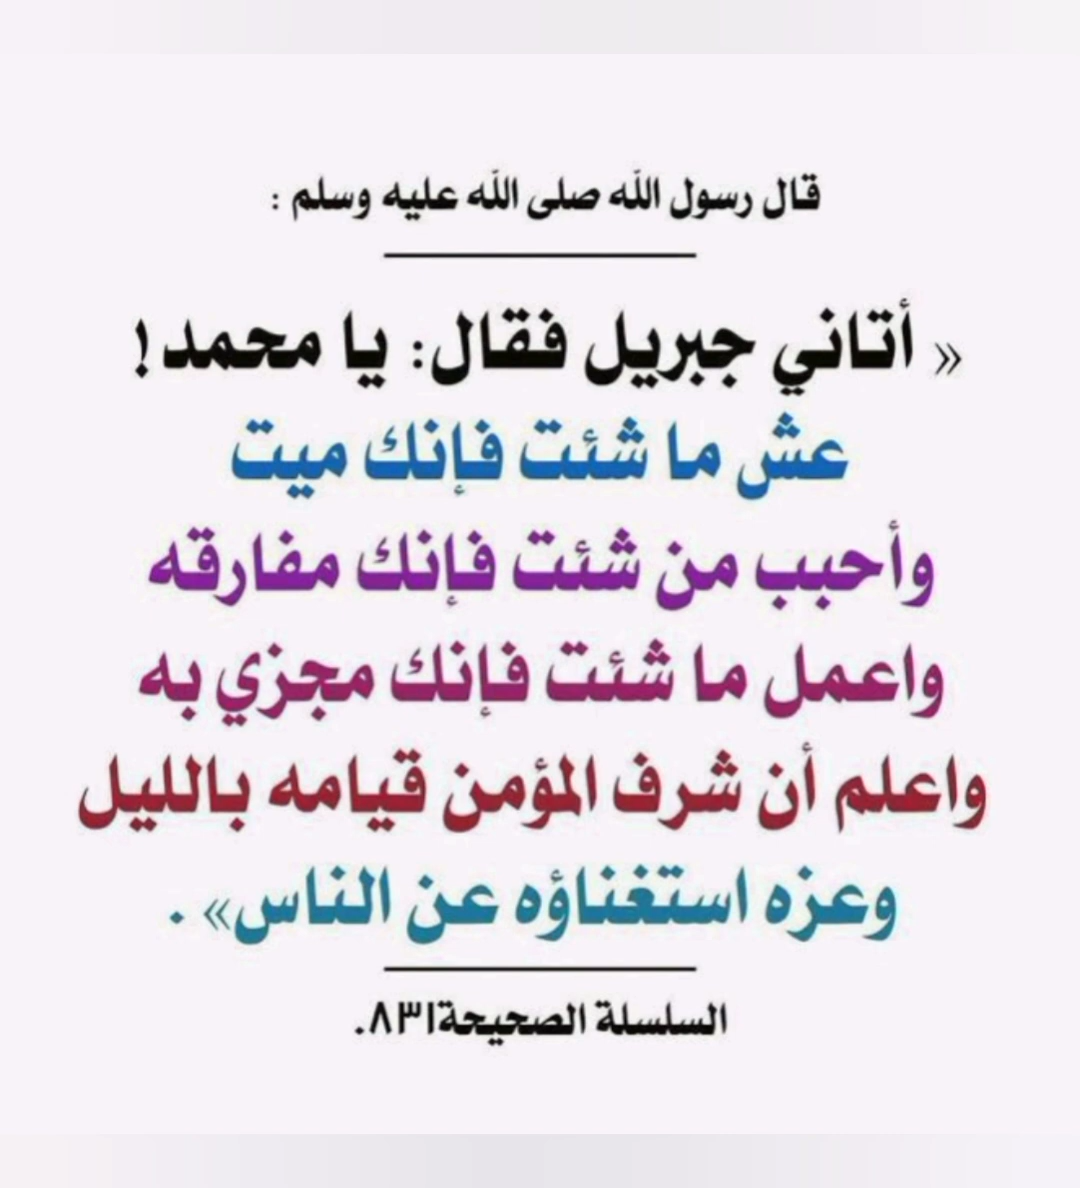 قال رسول الله صلى الله عليه وسلم :
« أتاني جبريل فقال: يا محمد!
عش ما شئت فإنك ميت
وأحبب من شئت فإنك مفارقه
واعمل ما شئت فإنك مجزي به
واعلم أن شرف المؤمن قيامه بالليل
وعزه استغناؤه عن الناس» .
السلسلة الصحيحة٨٣١.